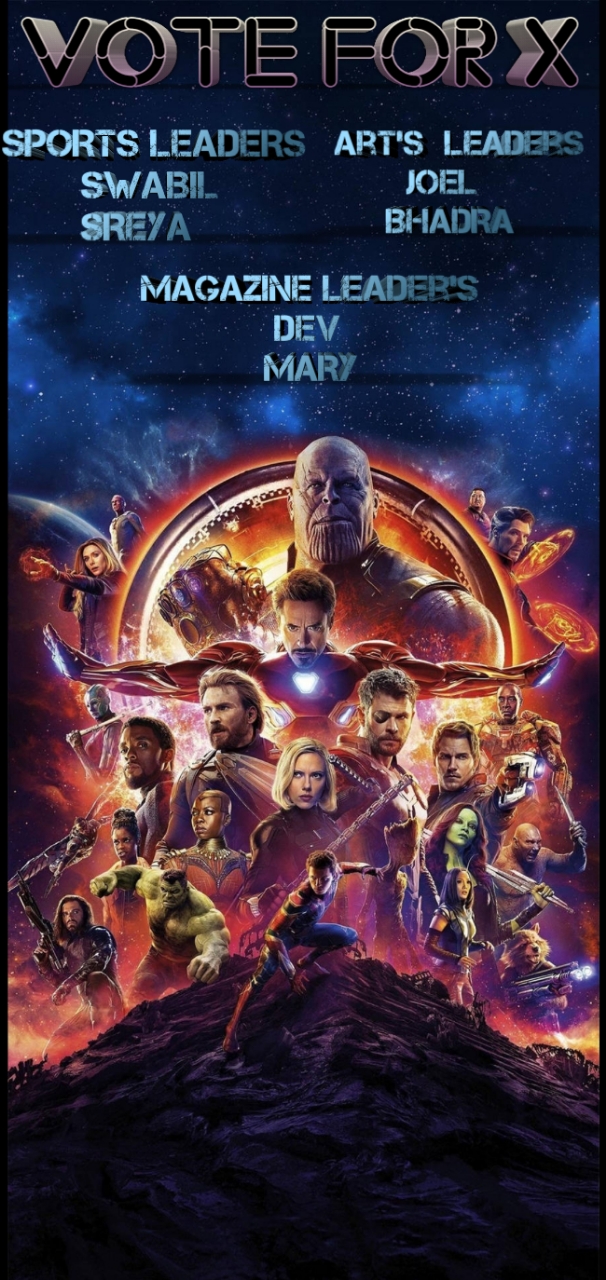 VOTE FOR X
SPORTS LEADERS
SWABIL
SREYA
ART'S LEADERS
JOEL
BHADRA
MAGAZINE LEADER'S
DEV
MARY